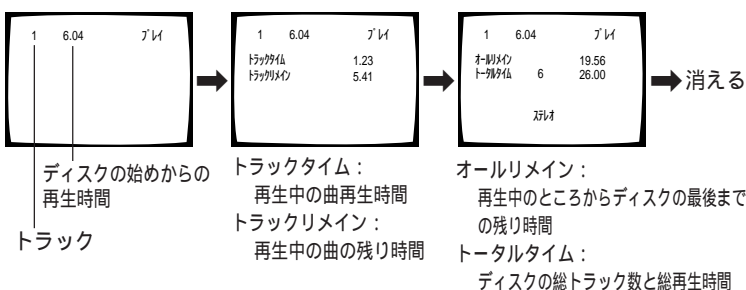 1 6.04 プレイ
ディスクの始めからの
再生時間
トラック
1 6.04 プレイ
トラックタイム 1.23
トラックリメイン 5.41
トラックタイム：
再生中の曲再生時間
トラックリメイン：
再生中の曲の残り時間
1 6.04 プレイ
オールリメイン 19.56
トータルタイム 6 26.00
ステレオ
オールリメイン：
再生中のところからディスクの最後まで
の残り時間
トータルタイム：
ディスクの総トラック数と総再生時間
消える